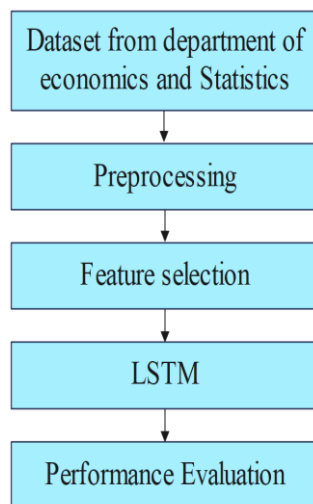 Dataset from department of
economics and Statistics
Preprocessing
Feature selection
LSTM
Performance Evaluation